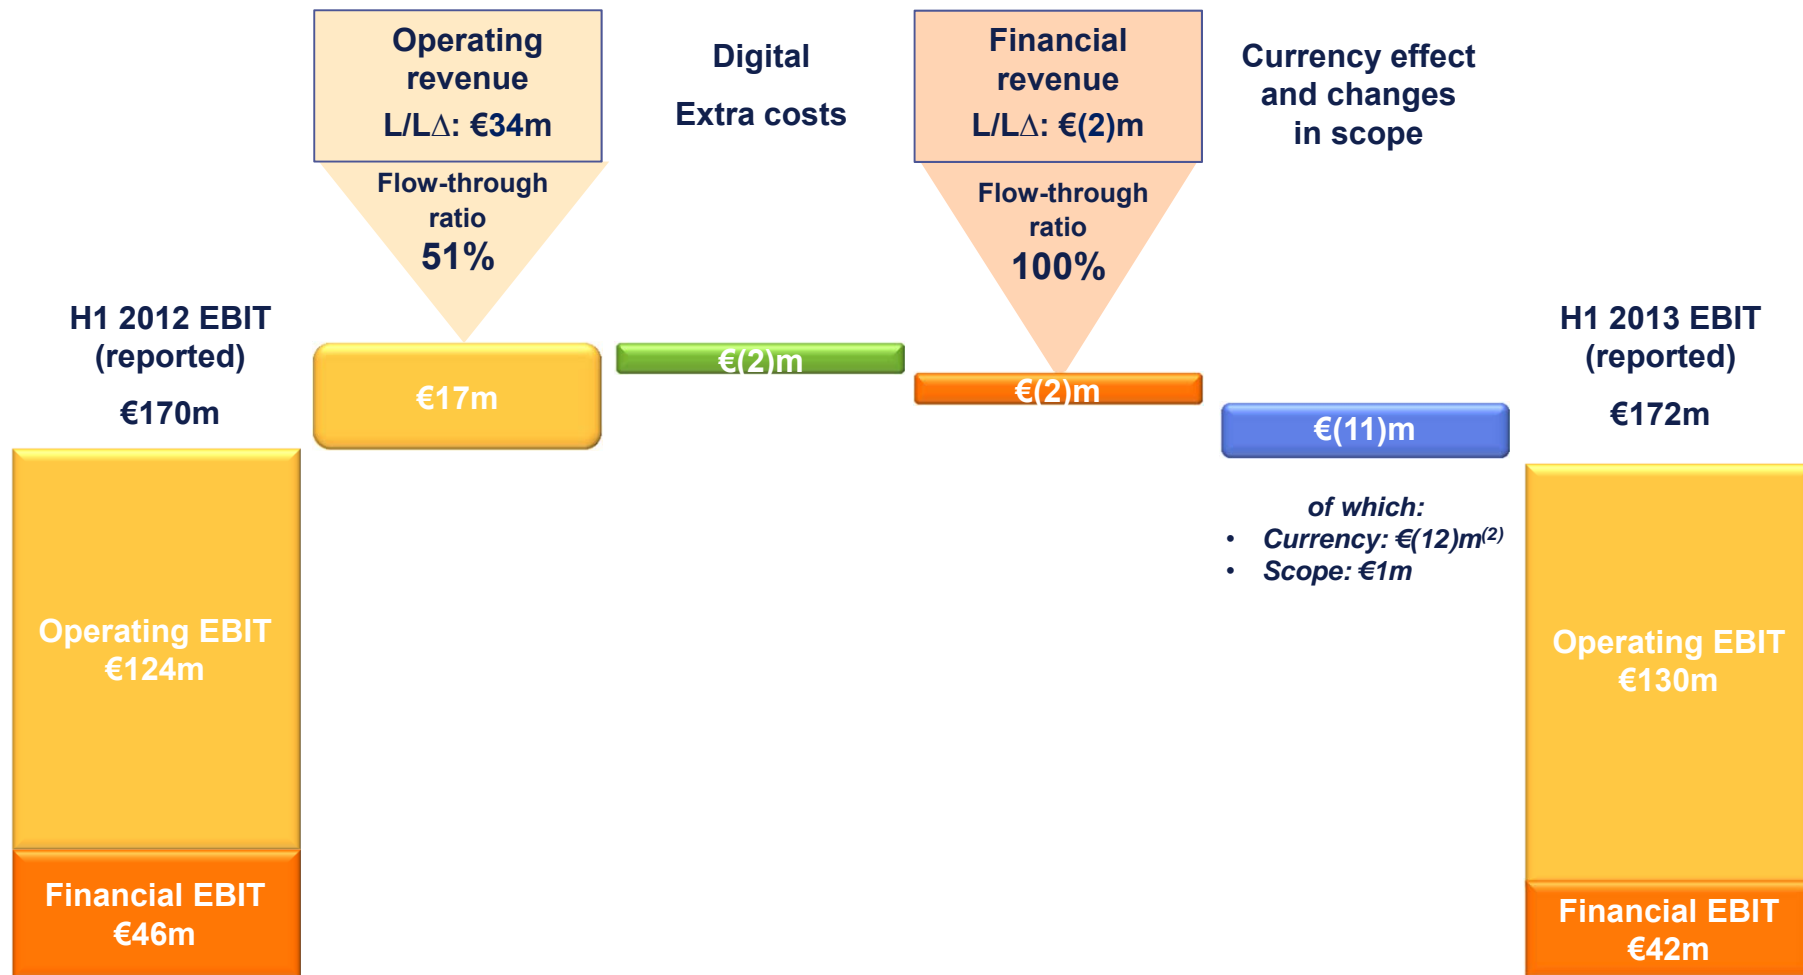 Operating
revenue
L/L∆: €34m
Flow-through
ratio
51%
Digital
Extra costs
Financial
revenue
L/L∆: €(2)m
Flow-through
ratio
100%
Currency effect
and changes
in scope
H1 2012 EBIT
(reported)
€170m
€17m
€(2)m
€(2)m
€(11)m
H1 2013 EBIT
(reported)
€172m
of which:
• Currency: €(12)m(2)
• Scope: €1m
Operating EBIT
€124m
Financial EBIT
€46m
Operating EBIT
€130m
Financial EBIT
€42m